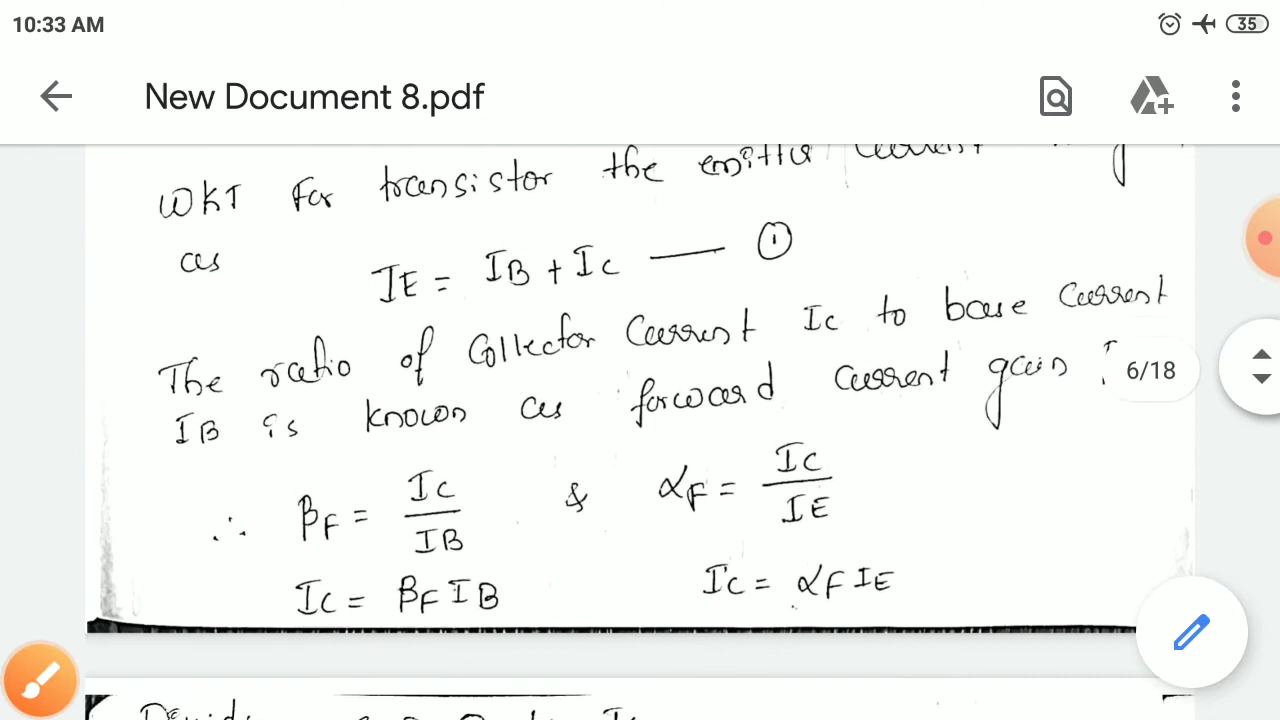 10:33 AM
35
New Document 8.pdf
WKT For transistor the emitter current
as
IE = IB + IC —— ①
The ratio of Collector Current Ic to base Current
IB is known as forward current gain
6/18
∴ βF = IC / IB & αF = IC / IE
IC = βF IB IC = αF IE